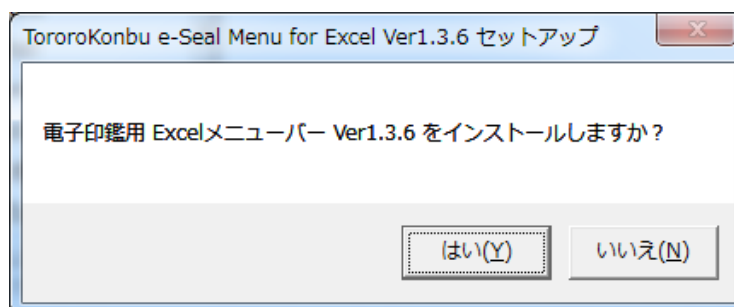 TororoKonbu e-Seal Menu for Excel Ver1.3.6 セットアップ
電子印鑑用 Excelメニューバー Ver1.3.6 をインストールしますか？
はい(Y) いいえ(N)